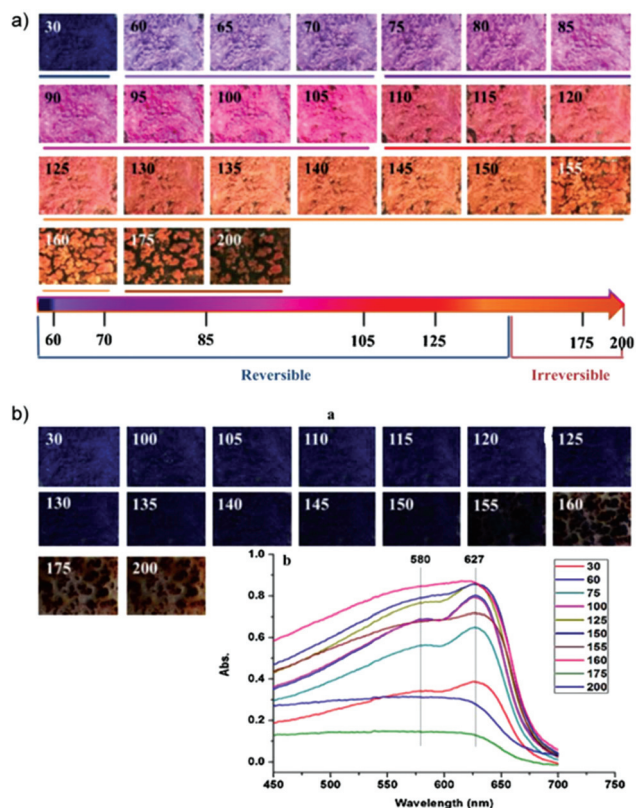 a)
30 60 65 70 75 80 85
90 95 100 105 110 115 120
125 130 135 140 145 150 155
160 175 200
60 70 85 105 125 175 200
Reversible Irreversible
b)
a
30 100 105 110 115 120 125
130 135 140 145 150 155 160
175 200
b
580 627
1.0
0.8
0.6
0.4
0.2
0.0
Abs.
30
60
75
100
125
150
155
160
175
200
450 500 550 600 650 700 750
Wavelength (nm)